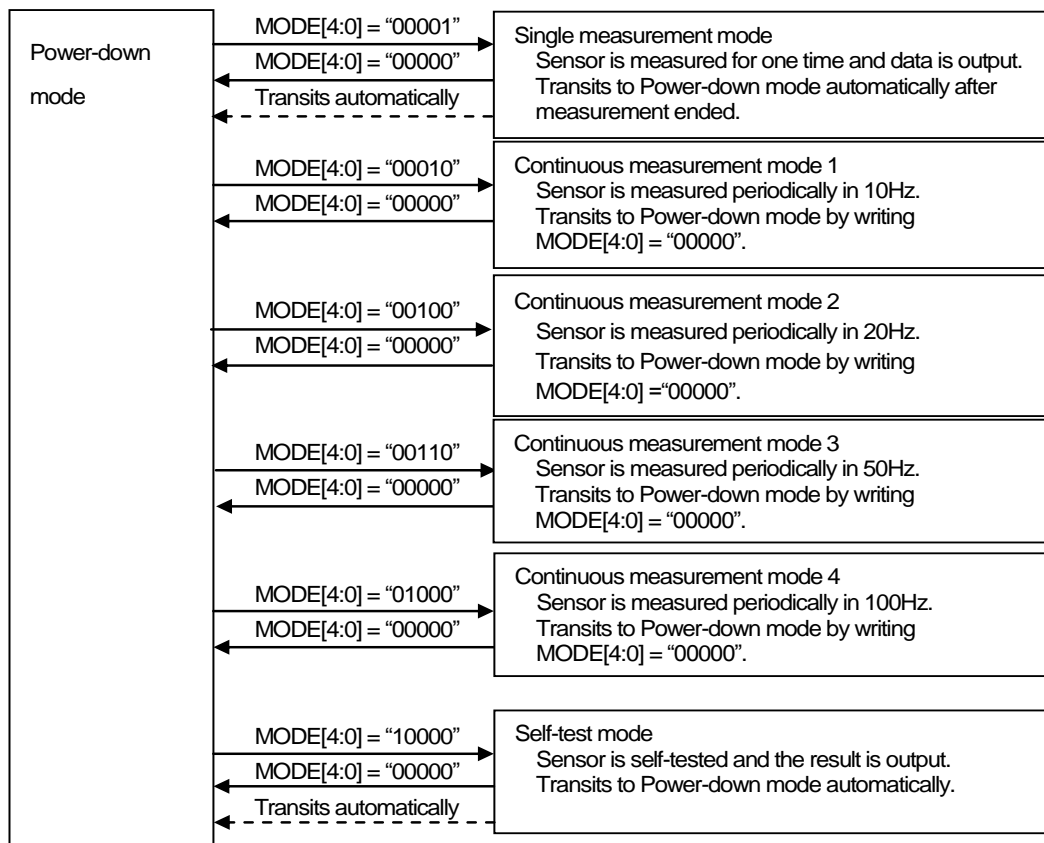 Power-down
mode
MODE[4:0] = “00001”
MODE[4:0] = “00000”
Transits automatically
Single measurement mode
Sensor is measured for one time and data is output.
Transits to Power-down mode automatically after
measurement ended.
MODE[4:0] = “00010”
MODE[4:0] = “00000”
Continuous measurement mode 1
Sensor is measured periodically in 10Hz.
Transits to Power-down mode by writing
MODE[4:0] = “00000”.
MODE[4:0] = “00100”
MODE[4:0] = “00000”
Continuous measurement mode 2
Sensor is measured periodically in 20Hz.
Transits to Power-down mode by writing
MODE[4:0] =“00000”.
MODE[4:0] = “00110”
MODE[4:0] = “00000”
Continuous measurement mode 3
Sensor is measured periodically in 50Hz.
Transits to Power-down mode by writing
MODE[4:0] = “00000”.
MODE[4:0] = “01000”
MODE[4:0] = “00000”
Continuous measurement mode 4
Sensor is measured periodically in 100Hz.
Transits to Power-down mode by writing
MODE[4:0] = “00000”.
MODE[4:0] = “10000”
MODE[4:0] = “00000”
Transits automatically
Self-test mode
Sensor is self-tested and the result is output.
Transits to Power-down mode automatically.